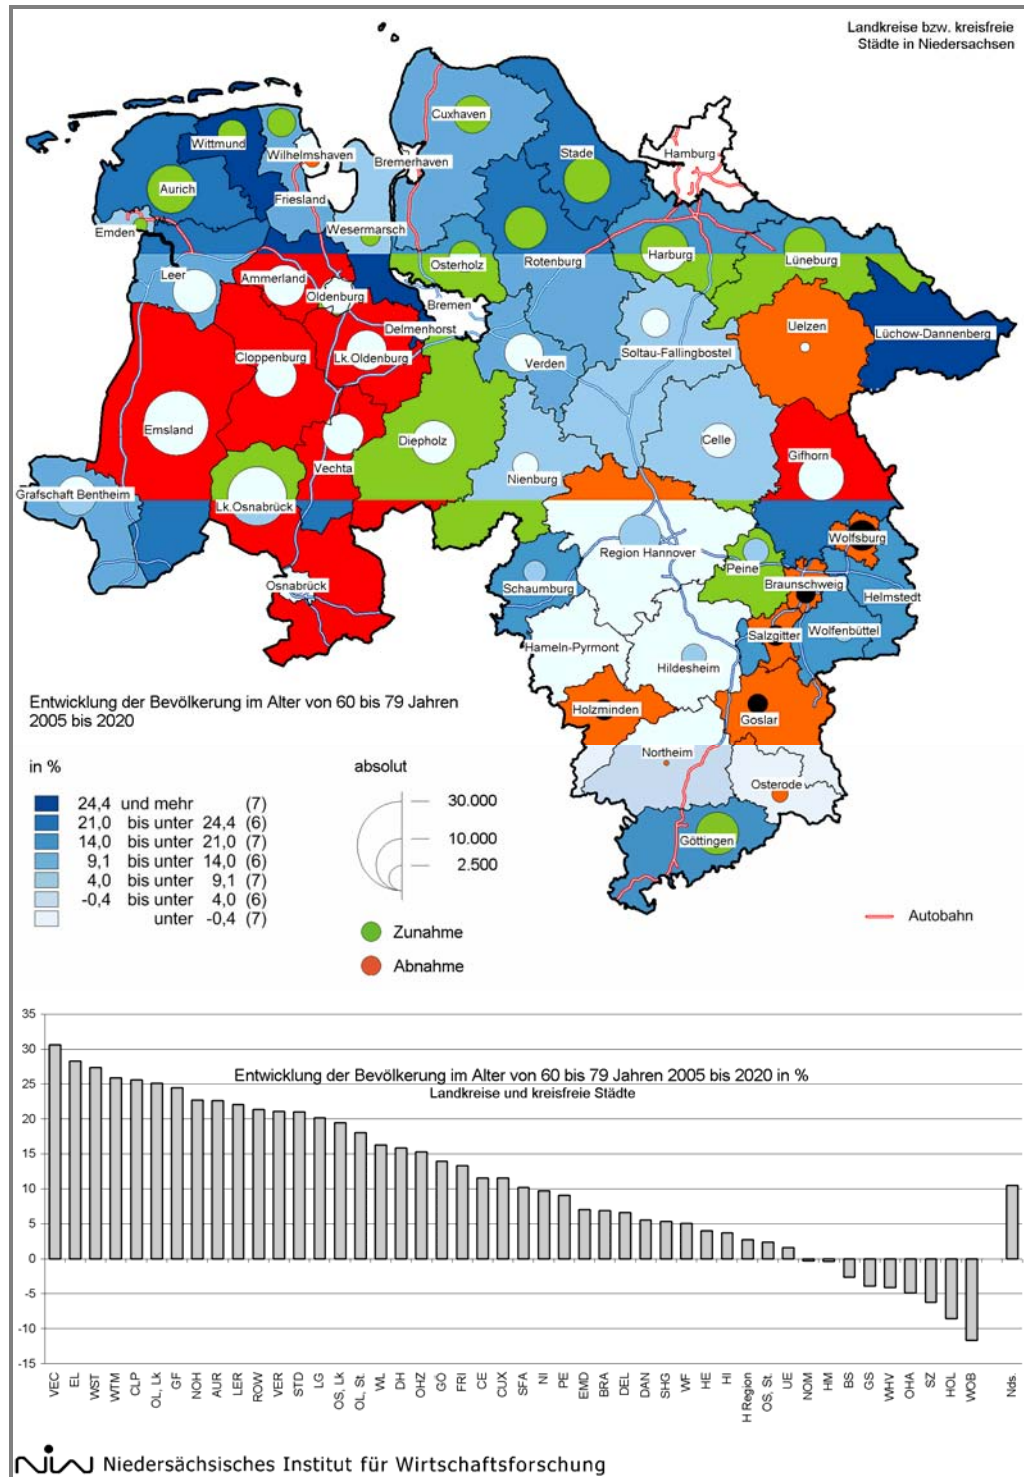 Landkreise bzw. kreisfreie
Städte in Niedersachsen
Cuxhaven
Wittmund
Wilhelmshaven
Bremerhaven
Stade
Hamburg
Aurich
Friesland
Emden
Wesermarsch
Leer
Osterholz
Rotenburg
Harburg
Lüneburg
Ammerland
Oldenburg
Bremen
Delmenhorst
Uelzen
Lüchow-Dannenberg
Cloppenburg
Lk.Oldenburg
Verden
Soltau-Fallingbostel
Emsland
Diepholz
Celle
Vechta
Nienburg
Gifhorn
Grafschaft Bentheim
Lk.Osnabrück
Region Hannover
Wolfsburg
Peine
Braunschweig
Osnabrück
Schaumburg
Helmstedt
Salzgitter
Wolfenbüttel
Hameln-Pyrmont
Hildesheim
Holzminden
Goslar
Northeim
Osterode
Göttingen
Entwicklung der Bevölkerung im Alter von 60 bis 79 Jahren
2005 bis 2020
in %
24,4 und mehr (7)
21,0 bis unter 24,4 (6)
14,0 bis unter 21,0 (7)
9,1 bis unter 14,0 (6)
4,0 bis unter 9,1 (7)
-0,4 bis unter 4,0 (6)
unter -0,4 (7)
absolut
30.000
10.000
2.500
Zunahme
Abnahme
Autobahn
Entwicklung der Bevölkerung im Alter von 60 bis 79 Jahren 2005 bis 2020 in %
Landkreise und kreisfreie Städte
35
30
25
20
15
10
5
0
-5
-10
-15
VEC EL WST WTM CLP OL, Lk GF NOH AUR LER ROW VER STD LG OS, Lk OL, St. WL DH OHZ GÖ FRI CE CUX SFA NI PE EMD BRA DEL DAN SHG WF HE HI H Region OS, St. UE NOM HM BS GS WHV OHA SZ HOL WOB Nds.
NIW Niedersächsisches Institut für Wirtschaftsforschung